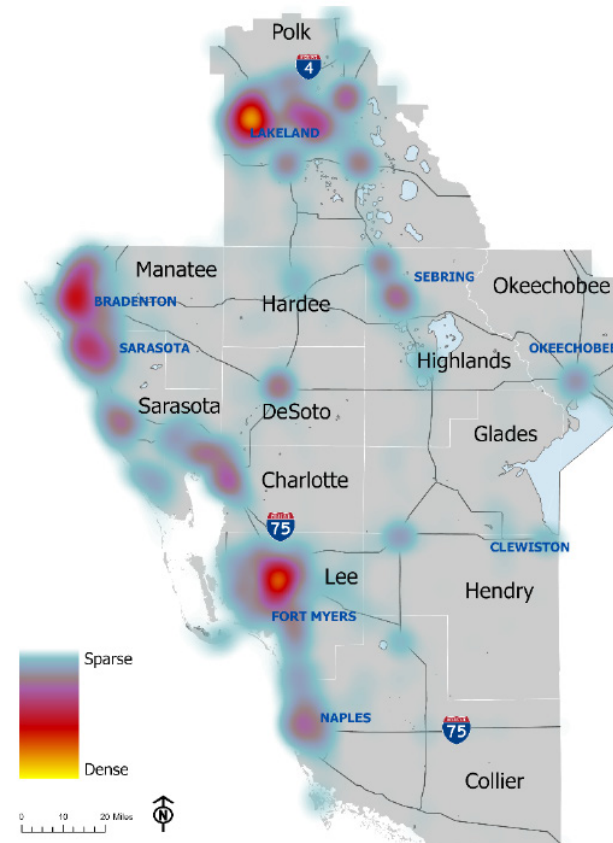 Polk
4
LAKELAND
Manatee
SEBRING
Okeechobee
BRADENTON
Hardee
SARASOTA
OKEECHOBEE
Highlands
Sarasota
DeSoto
Glades
Charlotte
75
CLEWISTON
Lee
Hendry
FORT MYERS
Sparse
NAPLES
75
Dense
Collier
0 10 20 Miles
N